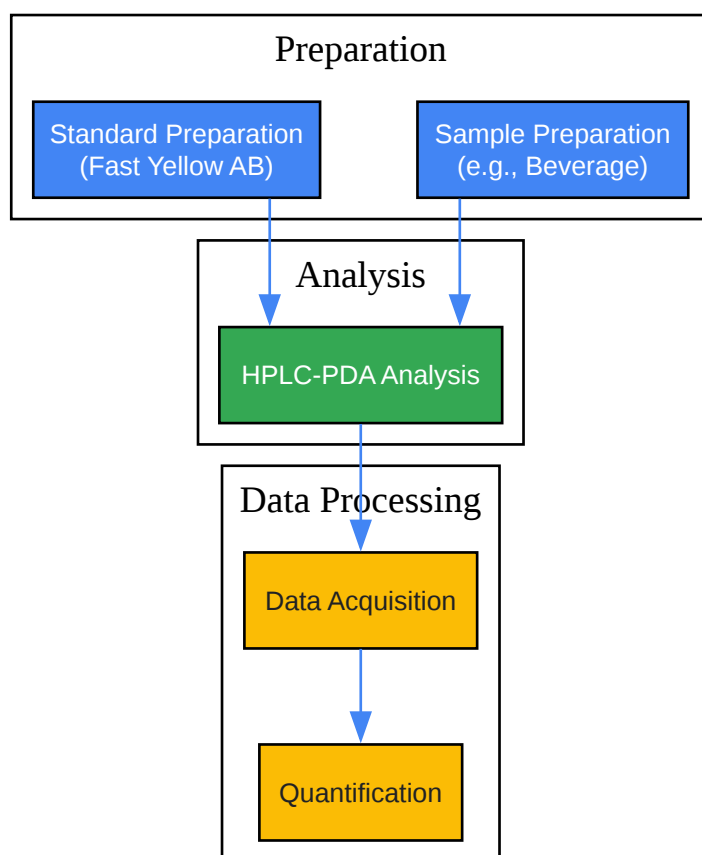 Preparation
Standard Preparation
(Fast Yellow AB)
Sample Preparation
(e.g., Beverage)
Analysis
HPLC-PDA Analysis
Data Processing
Data Acquisition
Quantification